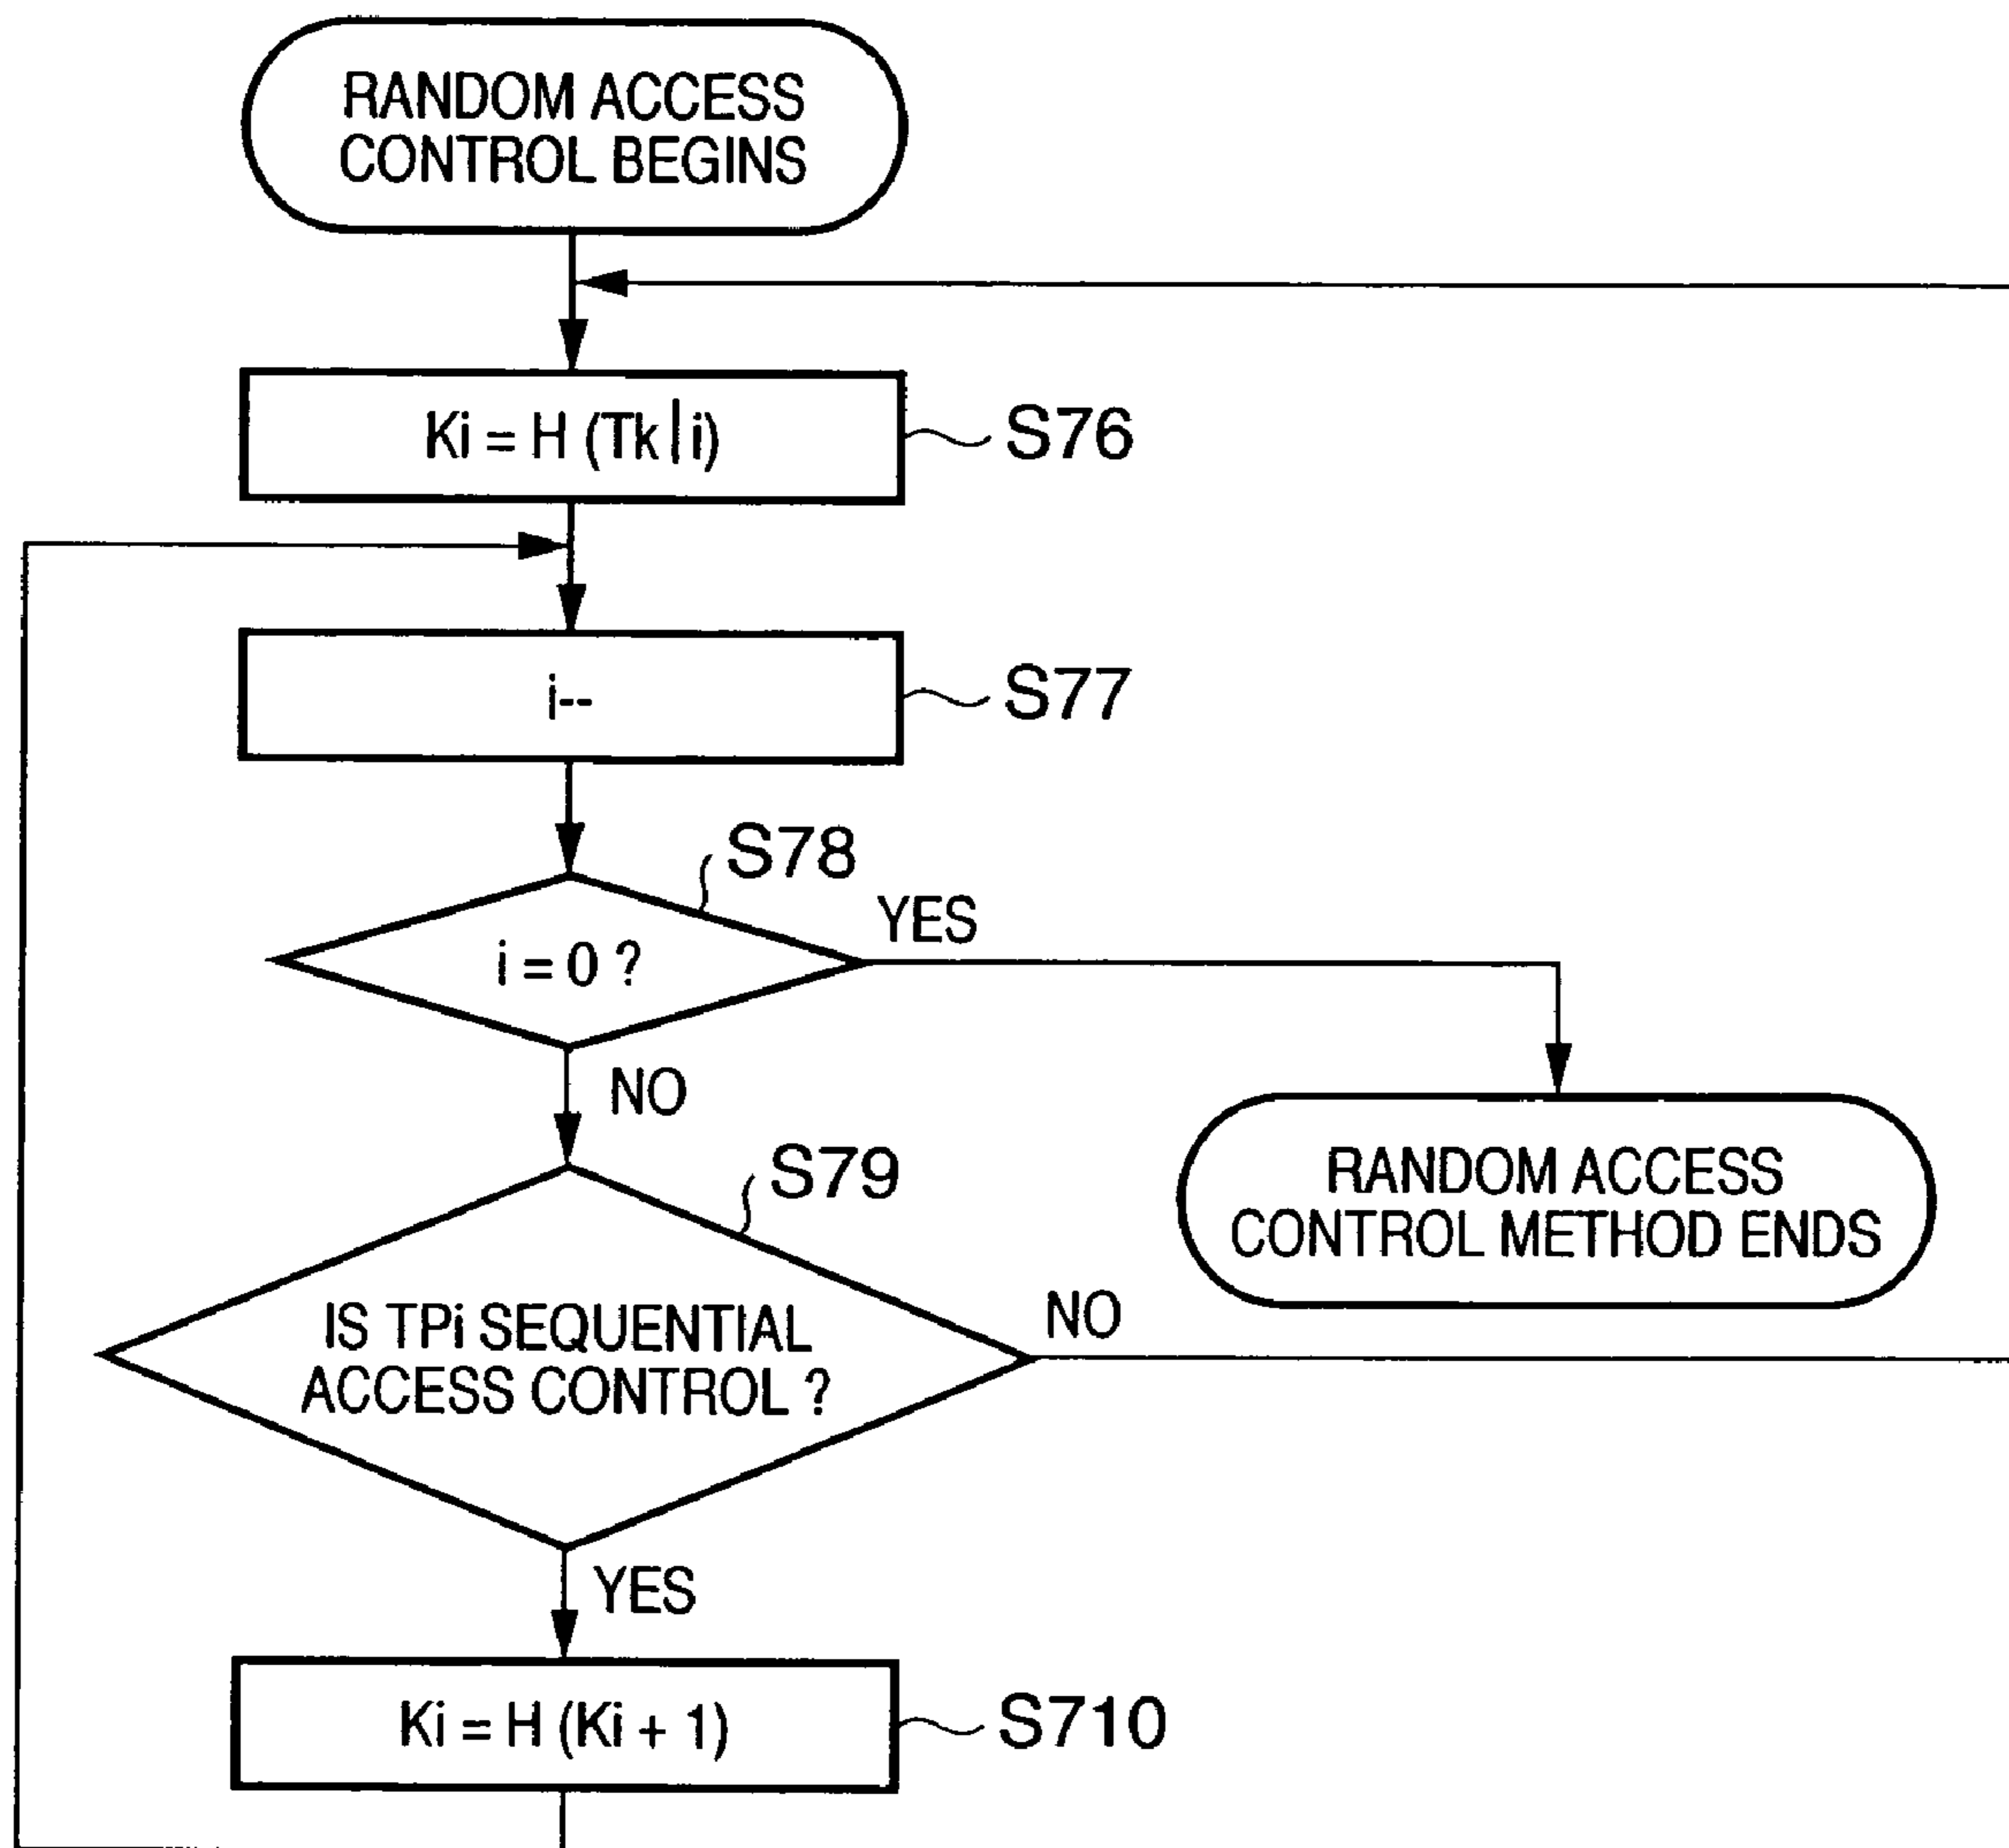 RANDOM ACCESS
CONTROL BEGINS
Ki = H (Tk | i)
S76
i--
S77
S78
i = 0 ?
YES
NO
RANDOM ACCESS
CONTROL METHOD ENDS
S79
IS TPi SEQUENTIAL
ACCESS CONTROL ?
NO
YES
Ki = H (Ki + 1)
S710